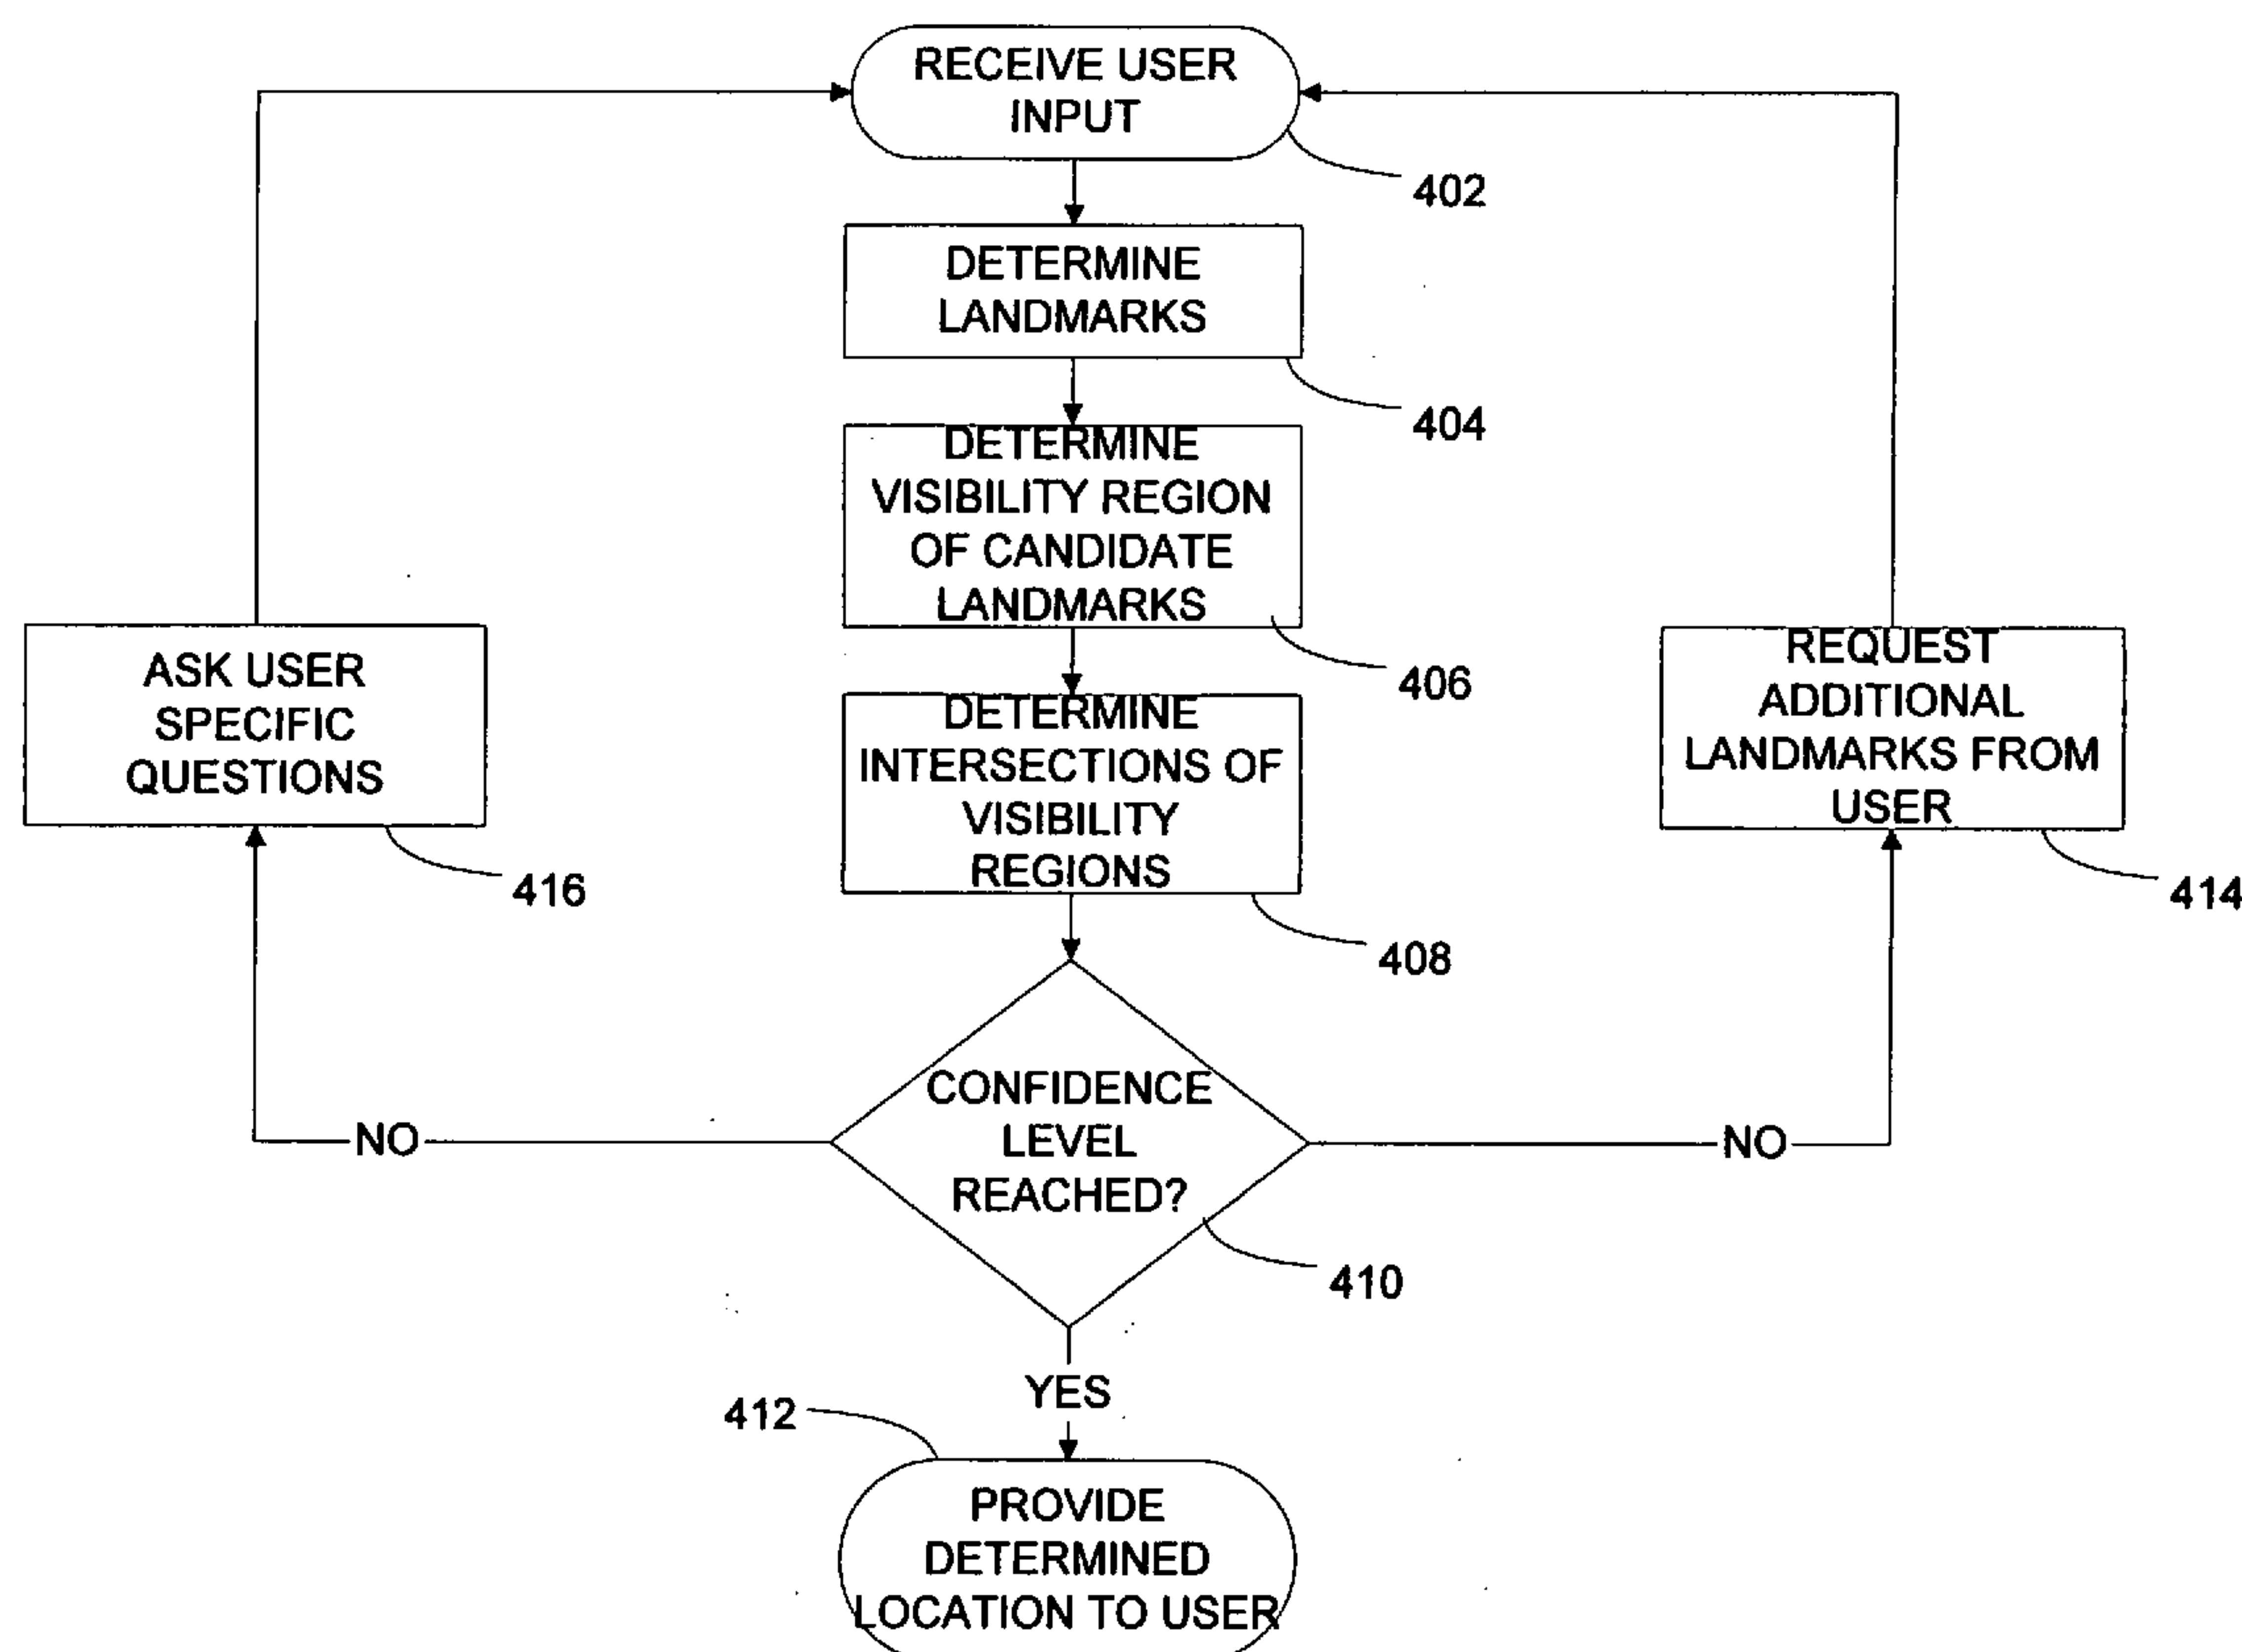 RECEIVE USER
INPUT
402
DETERMINE
LANDMARKS
404
DETERMINE
VISIBILITY REGION
OF CANDIDATE
LANDMARKS
406
ASK USER
SPECIFIC
QUESTIONS
416
DETERMINE
INTERSECTIONS OF
VISIBILITY
REGIONS
408
REQUEST
ADDITIONAL
LANDMARKS FROM
USER
414
CONFIDENCE
LEVEL
REACHED?
410
NO
NO
YES
412
PROVIDE
DETERMINED
LOCATION TO USER